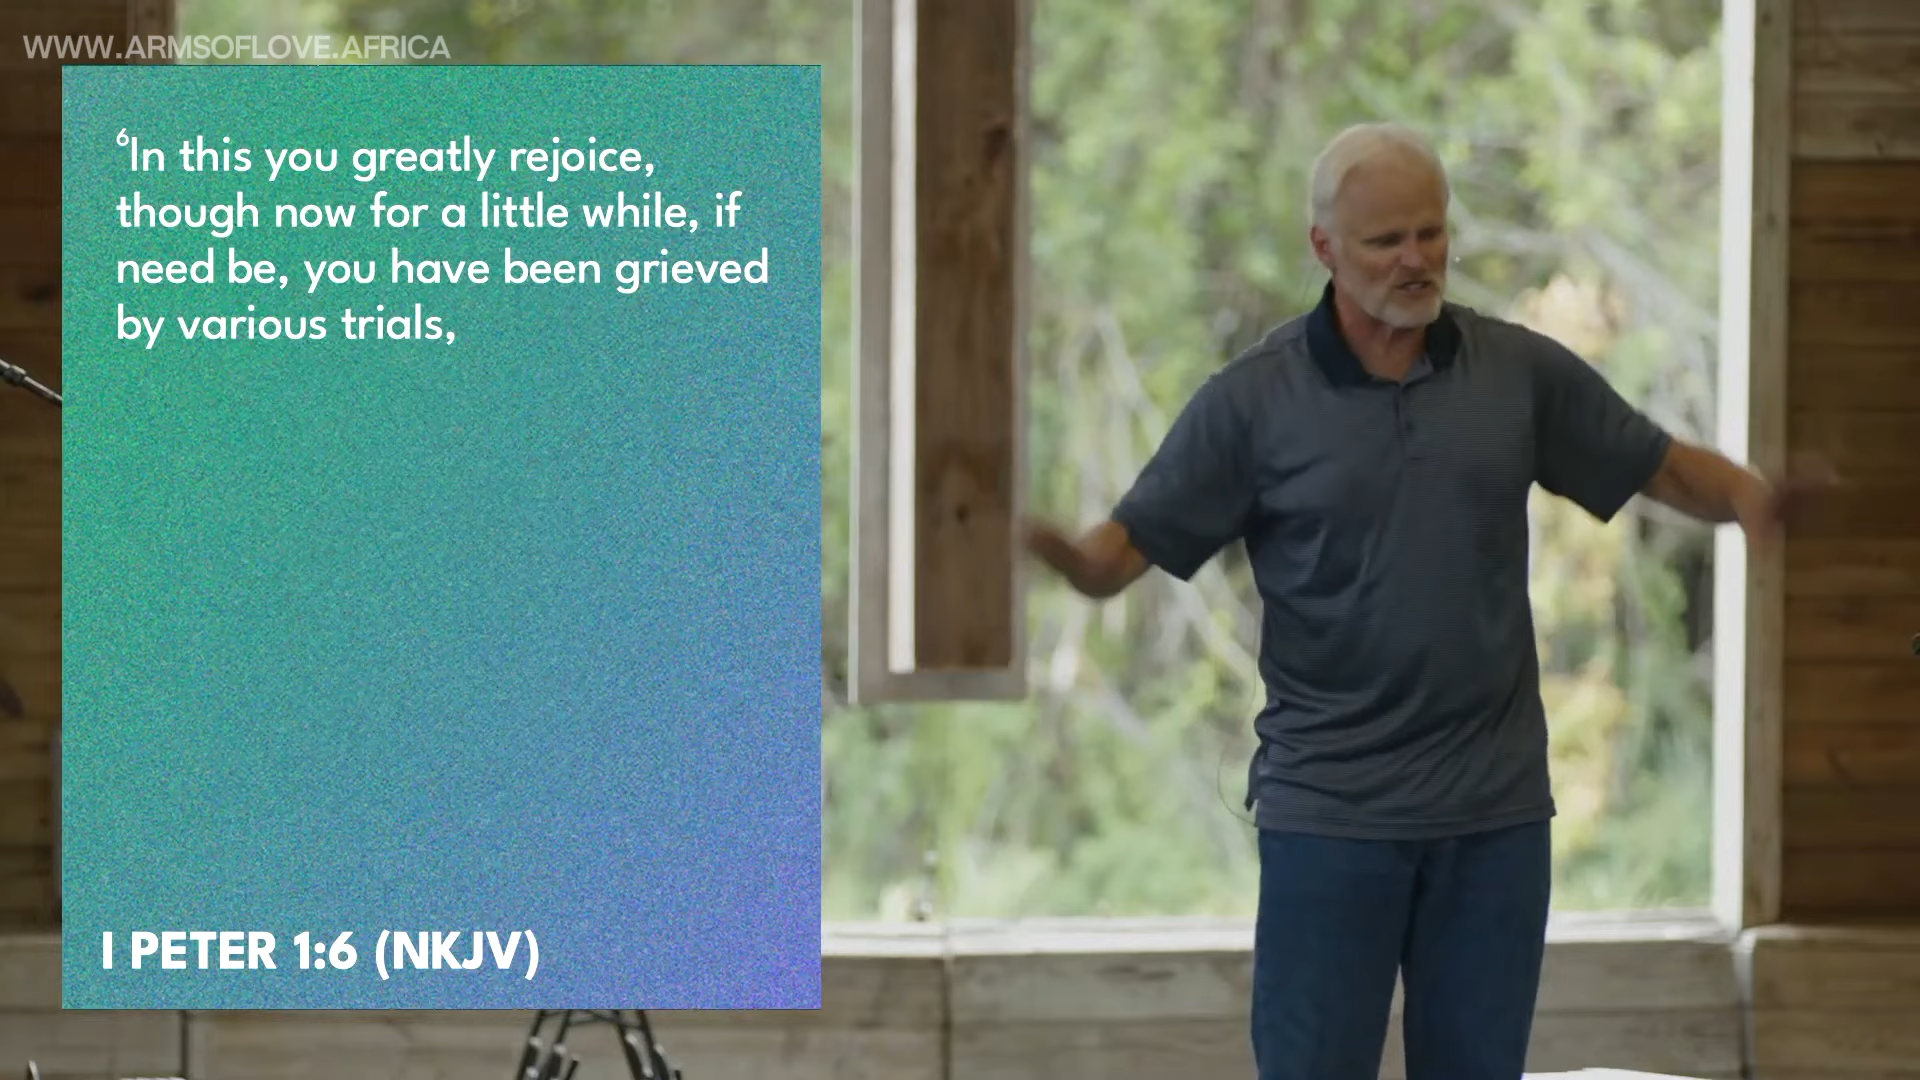 WWW.ARMSOFLOVE.AFRICA
⁶In this you greatly rejoice,
though now for a little while, if
need be, you have been grieved
by various trials,
I PETER 1:6 (NKJV)